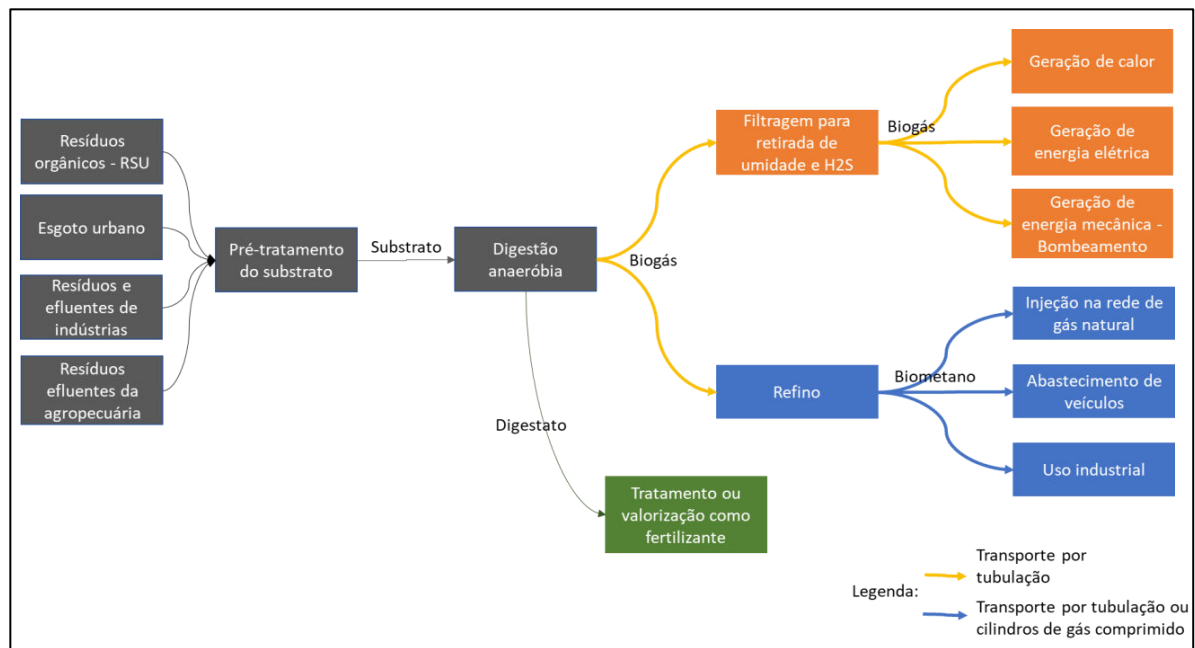 Resíduos
orgânicos - RSU
Esgoto urbano
Resíduos e
efluentes de
indústrias
Resíduos
efluentes da
agropecuária
Pré-tratamento
do substrato
Substrato
Digestão
anaeróbia
Biogás
Digestato
Tratamento ou
valorização como
fertilizante
Filtragem para
retirada de
umidade e H2S
Biogás
Geração de calor
Geração de
energia elétrica
Geração de
energia mecânica -
Bombeamento
Refino
Biometano
Injeção na rede de
gás natural
Abastecimento de
veículos
Uso industrial
Legenda:
Transporte por
tubulação
Transporte por tubulação ou
cilindros de gás comprimido